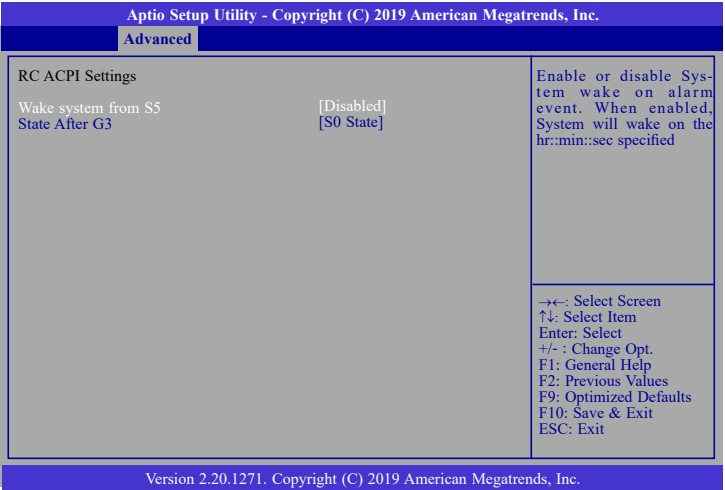 Aptio Setup Utility - Copyright (C) 2019 American Megatrends, Inc.
Advanced
RC ACPI Settings
Wake system from S5 [Disabled]
State After G3 [S0 State]
Enable or disable Sys-
tem wake on alarm
event. When enabled,
System will wake on the
hr::min::sec specified
→←: Select Screen
↑↓: Select Item
Enter: Select
+/- : Change Opt.
F1: General Help
F2: Previous Values
F9: Optimized Defaults
F10: Save & Exit
ESC: Exit
Version 2.20.1271. Copyright (C) 2019 American Megatrends, Inc.